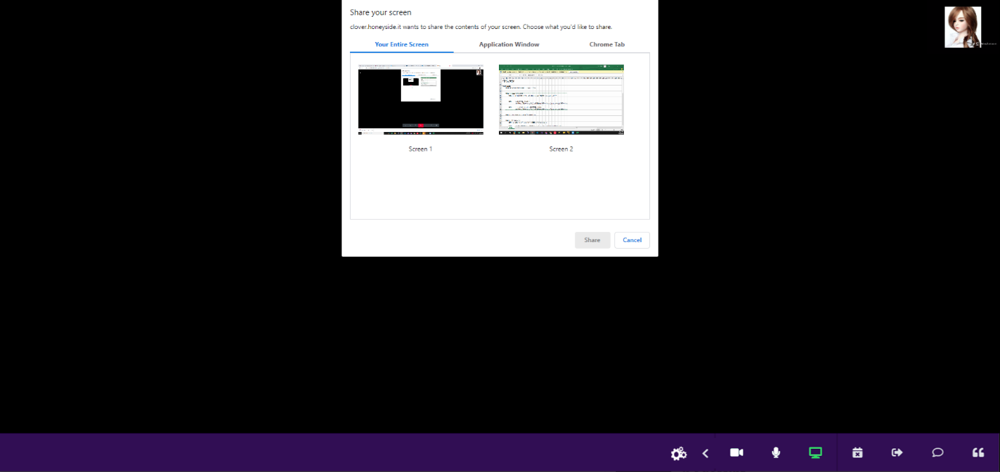 Share your screen
clover.honeyside.it wants to share the contents of your screen. Choose what you'd like to share.
Your Entire Screen
Application Window
Chrome Tab
Screen 1
Screen 2
Share
Cancel